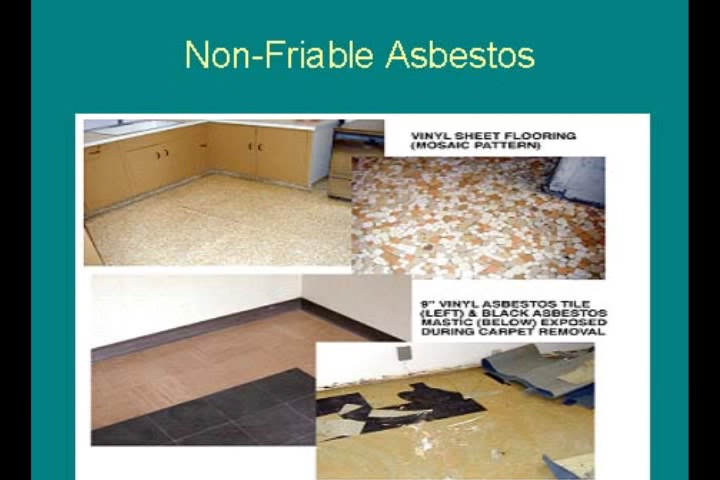 Non-Friable Asbestos
VINYL SHEET FLOORING
(MOSAIC PATTERN)
9" VINYL ASBESTOS TILE
(LEFT) & BLACK ASBESTOS
MASTIC (BELOW) EXPOSED
DURING CARPET REMOVAL